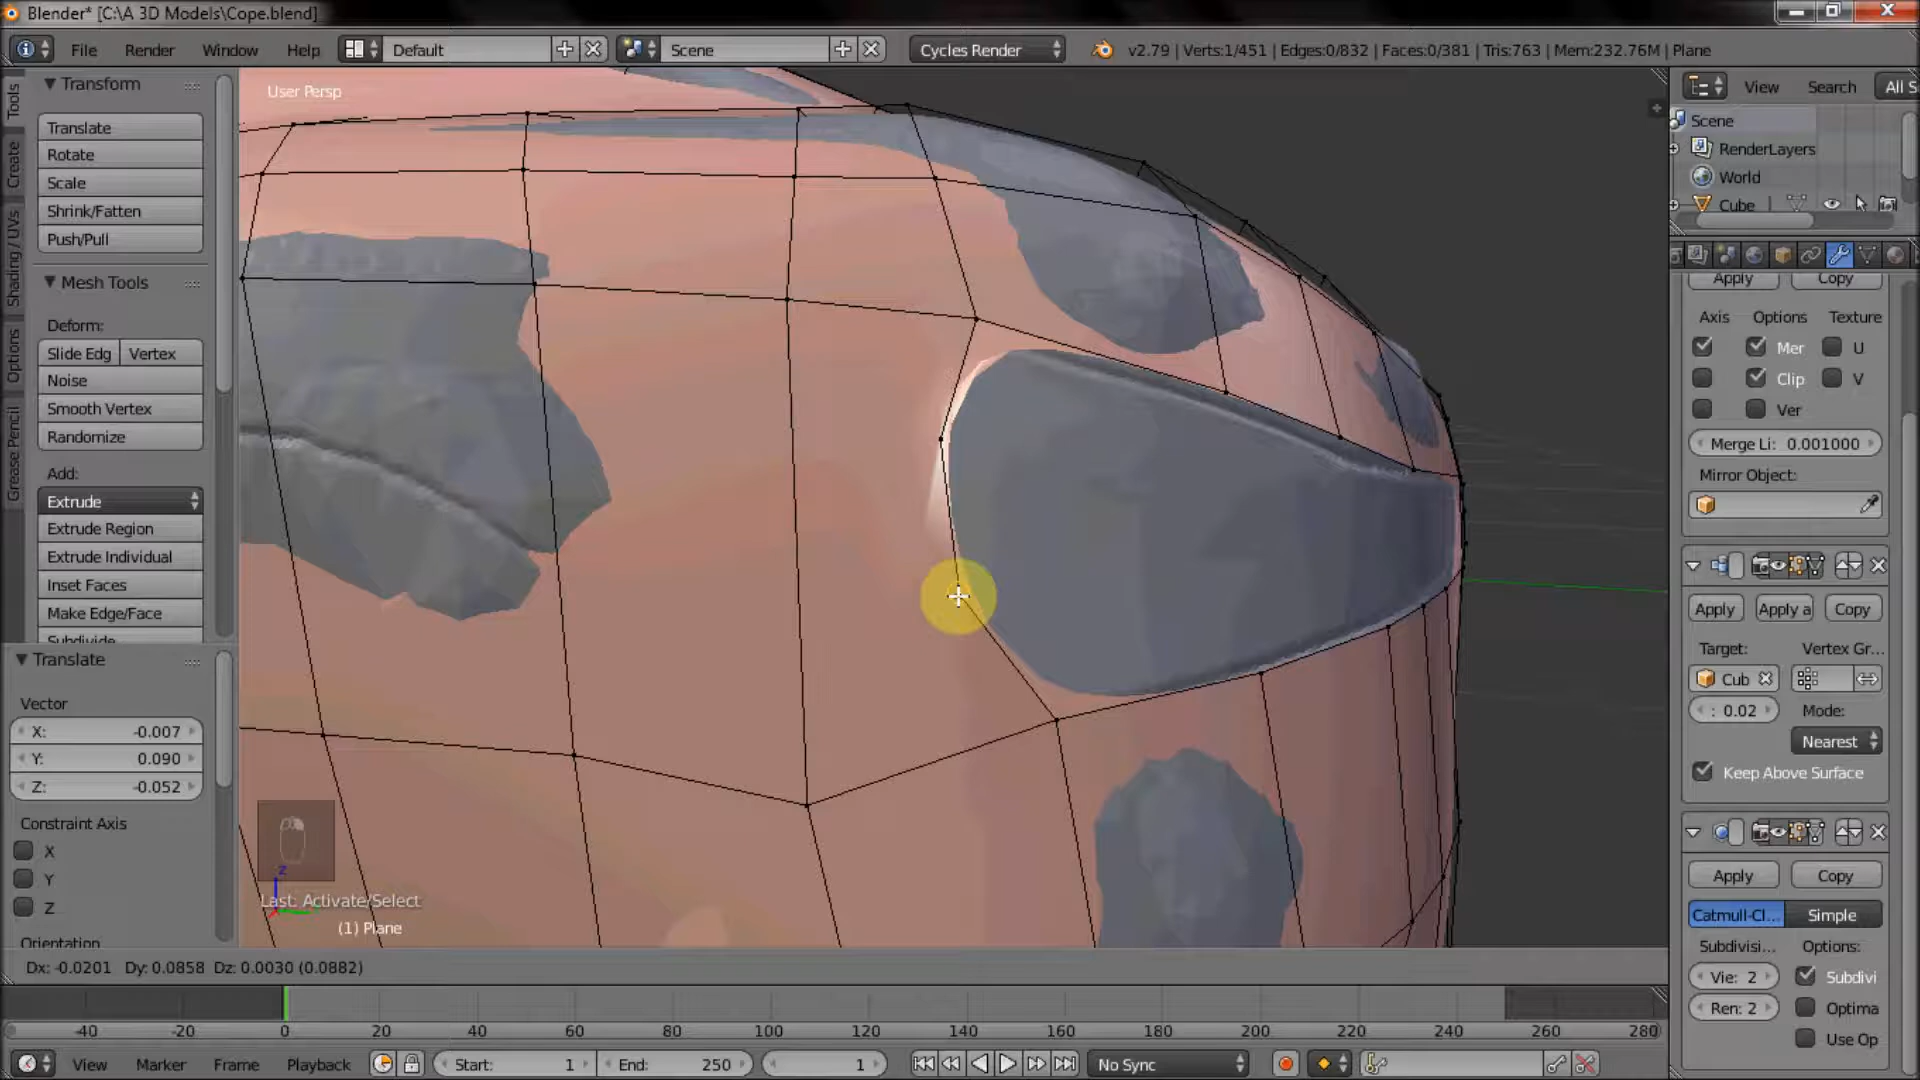 Blender* [C:\A 3D Models\Cope.blend]
File Render Window Help Default Scene Cycles Render v2.79 | Verts:1/451 | Edges:0/832 | Faces:0/381 | Tris:763 | Mem:232.76M | Plane
Tools
Create
Shading / UVs
Options
Grease Pencil
Transform
Translate
Rotate
Scale
Shrink/Fatten
Push/Pull
Mesh Tools
Deform:
Slide Edg Vertex
Noise
Smooth Vertex
Randomize
Add:
Extrude
Extrude Region
Extrude Individual
Inset Faces
Make Edge/Face
Subdivide
Translate
Vector
X: -0.007
Y: 0.090
Z: -0.052
Constraint Axis
X
Y
Z
Orientation
User Persp
z
Last: Activate/Select
(1) Plane
Dx: -0.0201 Dy: 0.0858 Dz: 0.0030 (0.0882)
View Search All S
Scene
RenderLayers
World
Cube
Apply Copy
Axis Options Texture
Mer U
Clip V
Ver
Merge Li: 0.001000
Mirror Object:
Apply Apply a Copy
Target: Vertex Gr...
Cub
: 0.02 Mode:
Nearest
Keep Above Surface
Apply Copy
Catmull-Cl... Simple
Subdivisi... Options:
Vie: 2 Subdivi
Ren: 2 Optima
Use Op
-40 -20 0 20 40 60 80 100 120 140 160 180 200 220 240 260 280
View Marker Frame Playback Start: 1 End: 250 1 No Sync